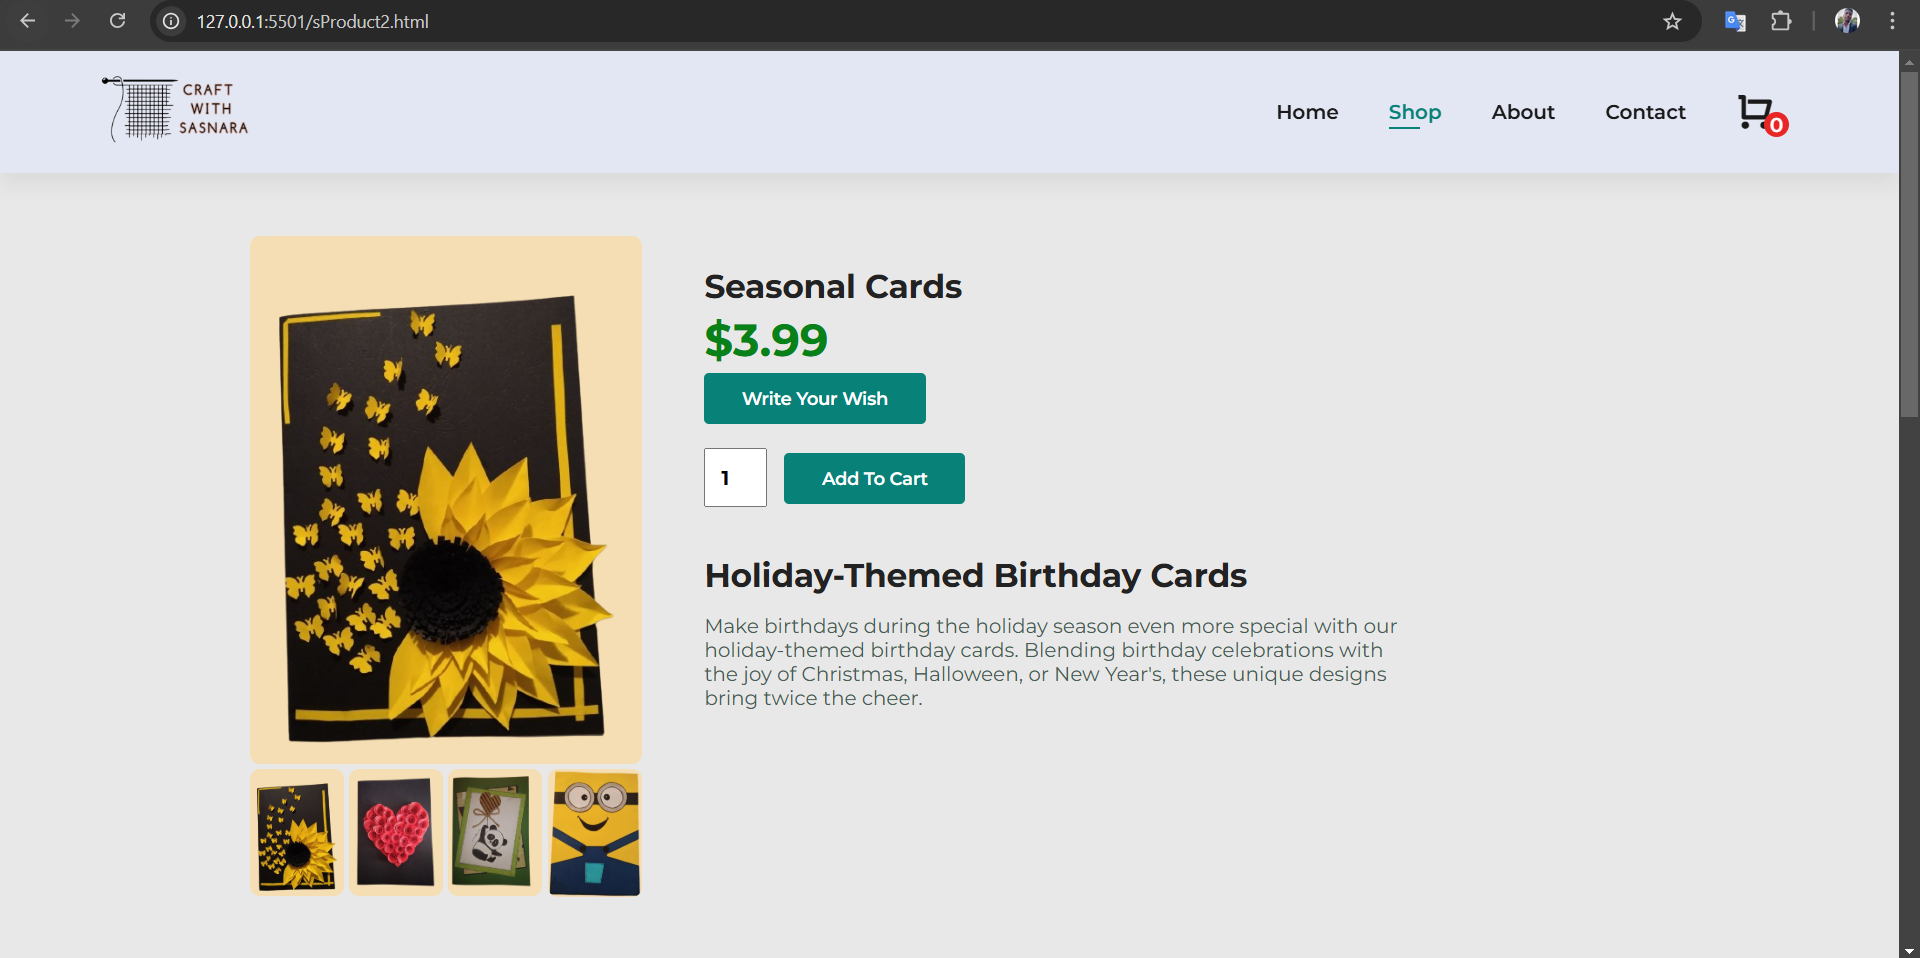 127.0.0.1:5501/sProduct2.html
CRAFT
WITH
SASNARA
Home
Shop
About
Contact
0
Seasonal Cards
$3.99
Write Your Wish
1
Add To Cart
Holiday-Themed Birthday Cards
Make birthdays during the holiday season even more special with our
holiday-themed birthday cards. Blending birthday celebrations with
the joy of Christmas, Halloween, or New Year's, these unique designs
bring twice the cheer.